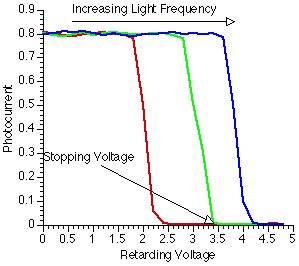 Increasing Light Frequency
0.9
0.8
0.7
0.6
0.5
0.4
0.3
0.2
0.1
0
Photocurrent
Stopping Voltage
0 0.5 1 1.5 2 2.5 3 3.5 4 4.5 5
Retarding Voltage